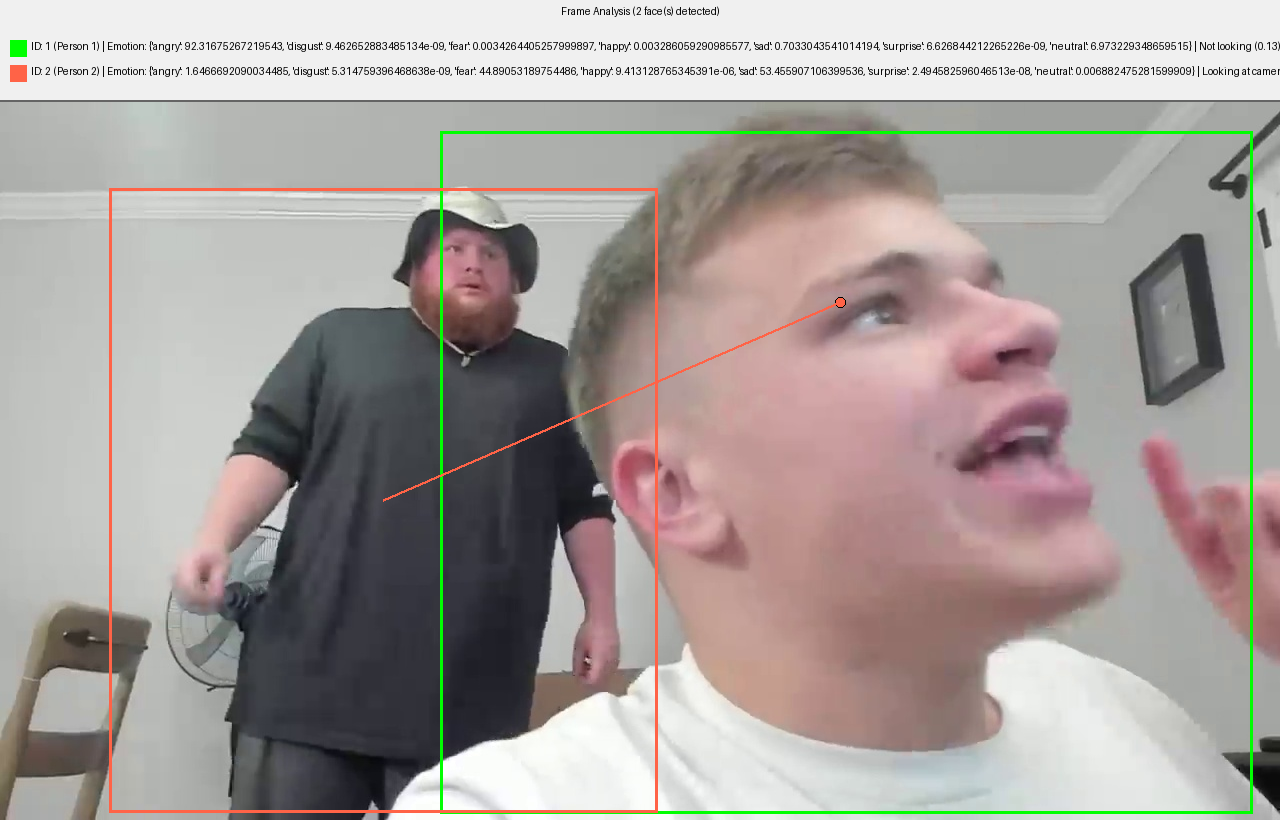 Frame Analysis (2 face(s) detected)
ID: 1 (Person 1) | Emotion: {'angry': 92.31675267219543, 'disgust': 9.462652883485134e-09, 'fear': 0.0034264405257999897, 'happy': 0.003286059290985577, 'sad': 0.7033043541014194, 'surprise': 6.626844212265226e-09, 'neutral': 6.973229348659515} | Not looking (0.13)
ID: 2 (Person 2) | Emotion: {'angry': 1.6466692090034485, 'disgust': 5.314759396468638e-09, 'fear': 44.89053189754486, 'happy': 9.413128765345391e-06, 'sad': 53.455907106399536, 'surprise': 2.494582596046513e-08, 'neutral': 0.006882475281599909} | Looking at camer